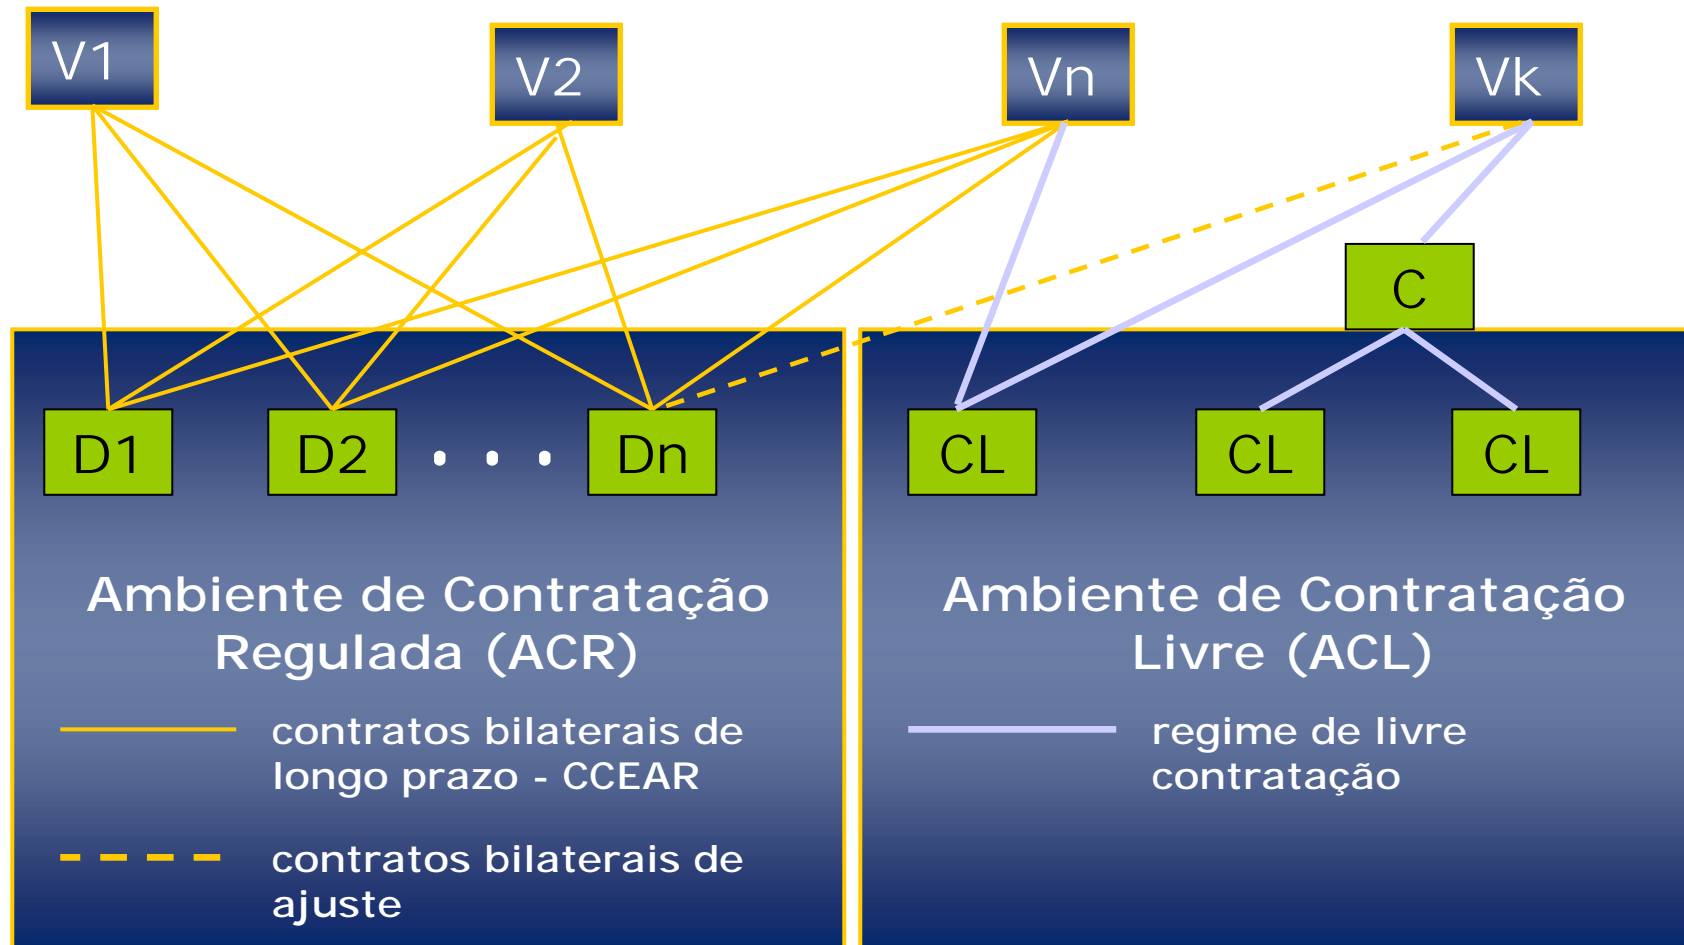 V1
V2
Vn
Vk
C
D1
D2
. . .
Dn
CL
CL
CL
Ambiente de Contratação
Regulada (ACR)
contratos bilaterais de
longo prazo - CCEAR
contratos bilaterais de
ajuste
Ambiente de Contratação
Livre (ACL)
regime de livre
contratação